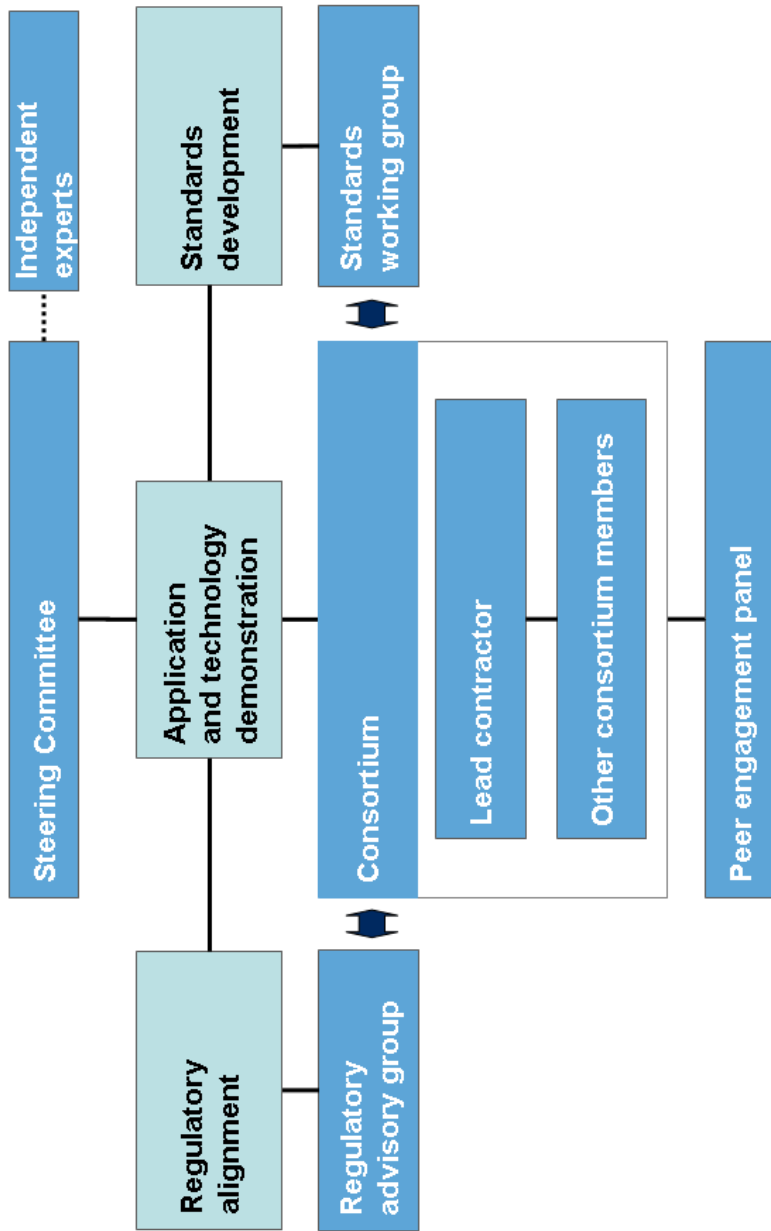 Steering Committee
Independent
experts
Regulatory
alignment
Application
and technology
demonstration
Standards
development
Regulatory
advisory group
Consortium
Standards
working group
Lead contractor
Other consortium members
Peer engagement panel